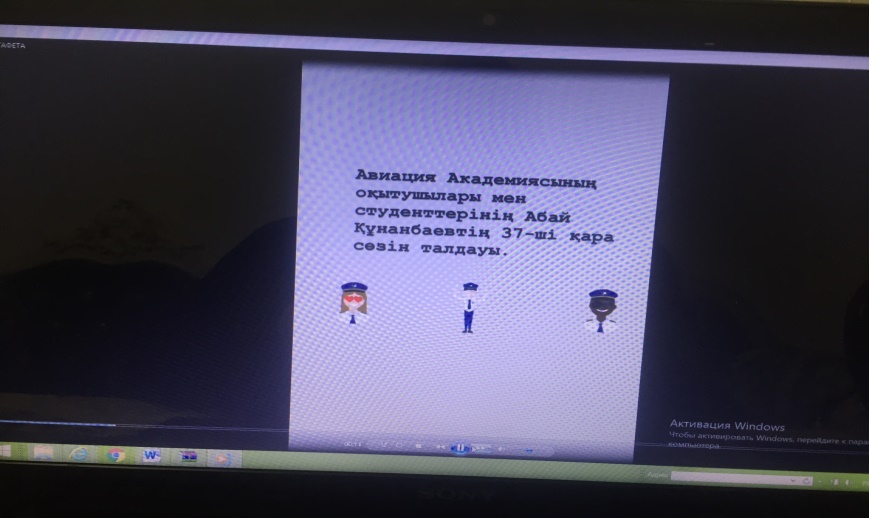 АФЕТА
Авиация Академиясының
оқытушылары мен
студенттерінің Абай
Құнанбаевтің 37-ші қара
сөзін талдауы.
Активация Windows
Чтобы активировать Windows, перейдите к пара
компьютера.
Адрес
SONY